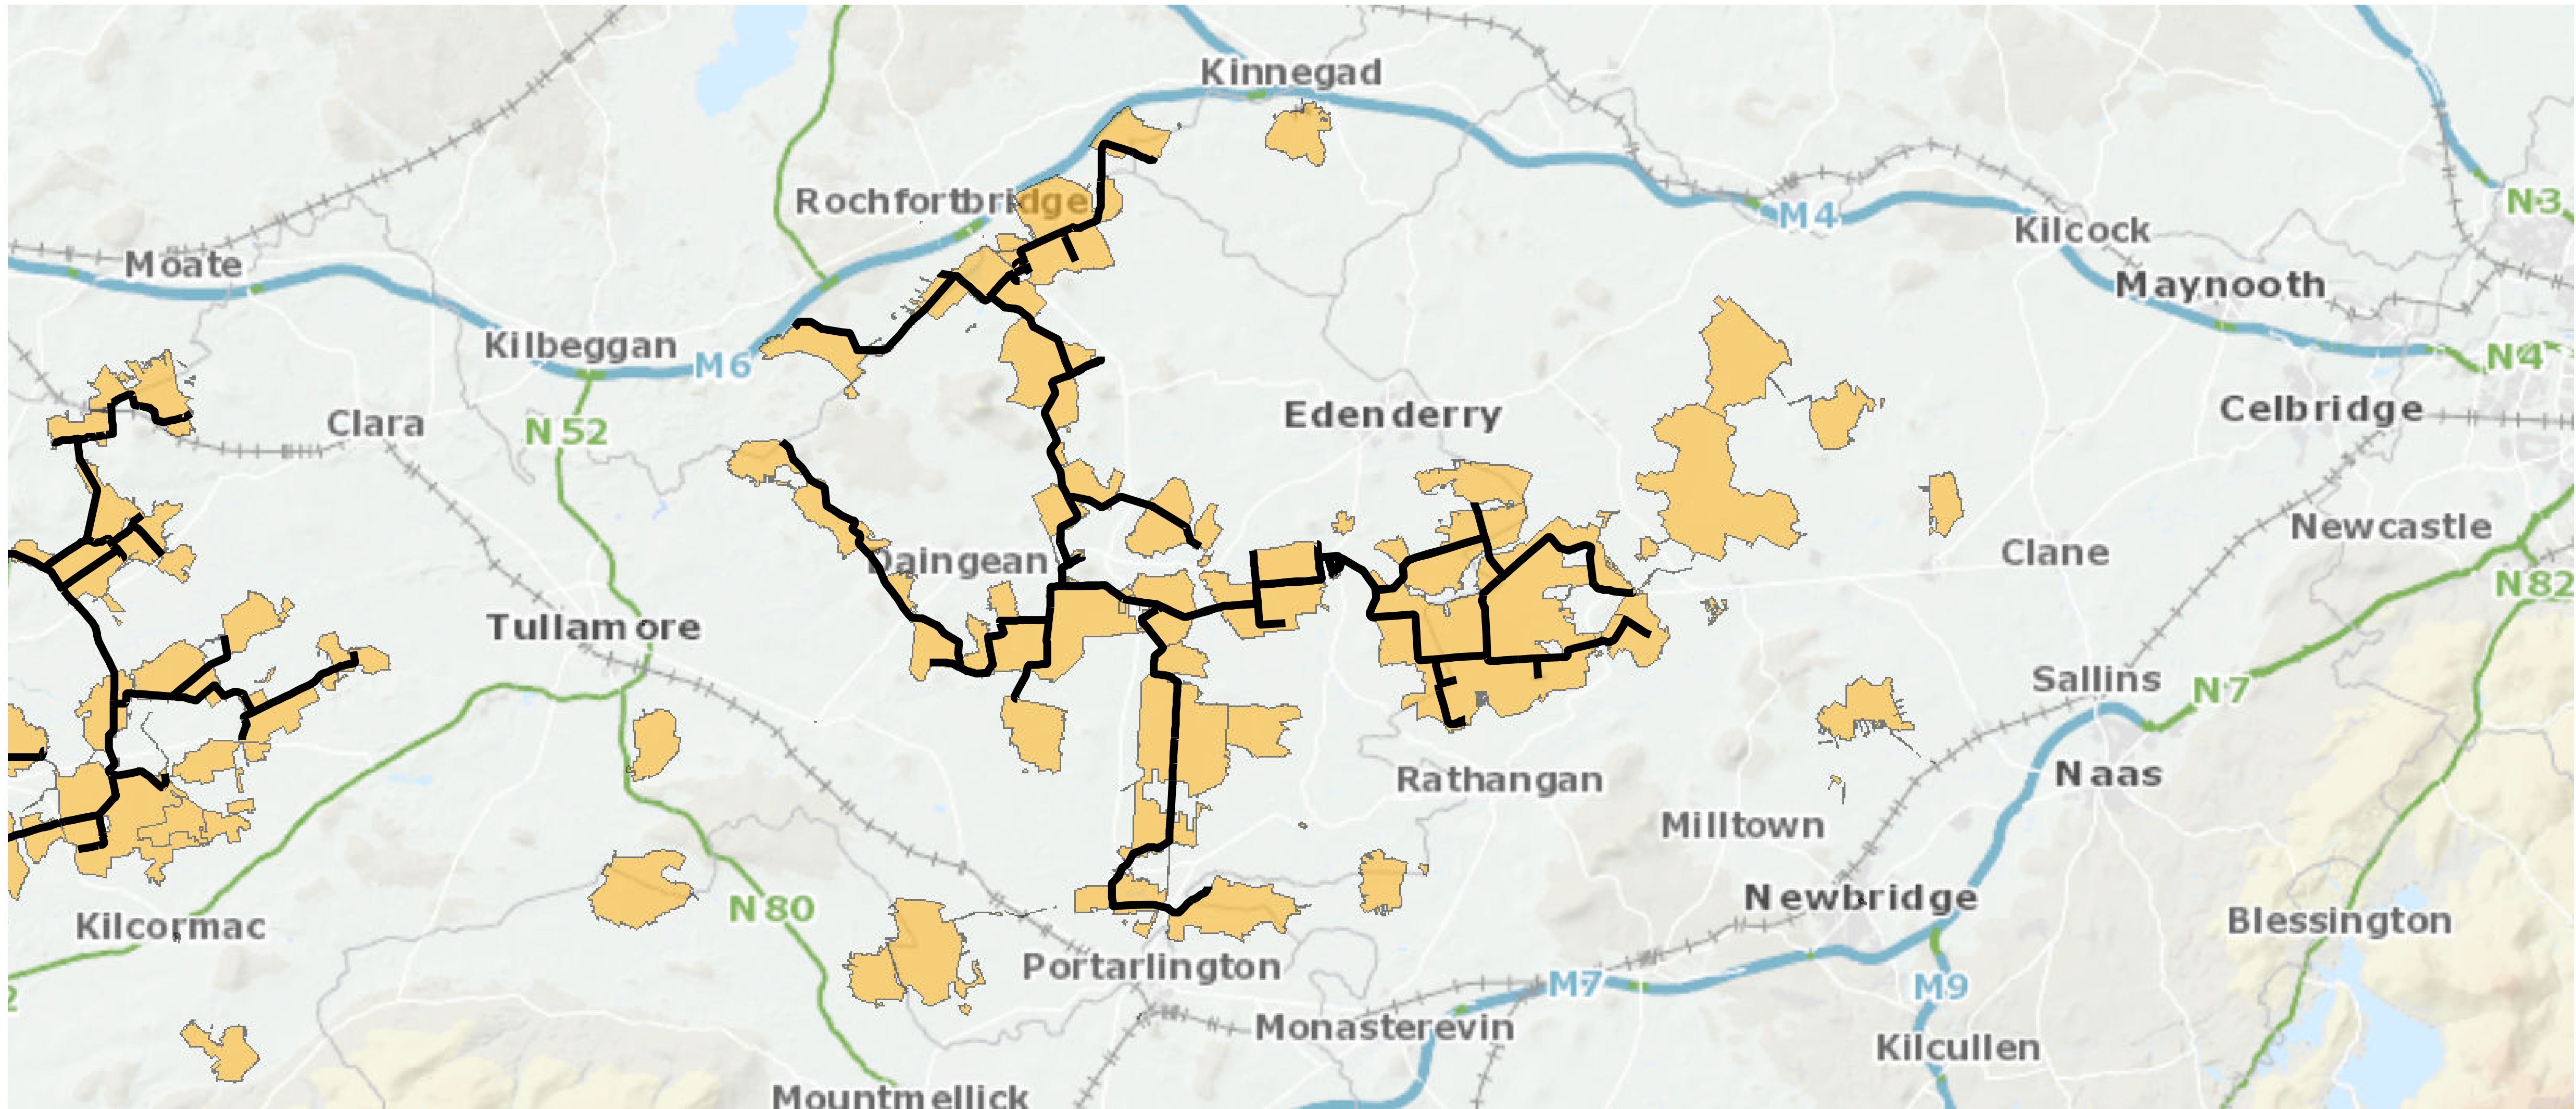 Kinnegad
Rochfortbridge
N3
M4
Kilcock
Moate
Maynooth
Kilbeggan
M6
N4
Clara
N52
Edenderry
Celbridge
Newcastle
Daingean
Clane
N82
Tullamore
Sallins
N7
Rathangan
Naas
Milltown
Newbridge
N80
Kilcormac
Blessington
Portarlington
M7
M9
2
Monasterevin
Kilcullen
Mountmellick